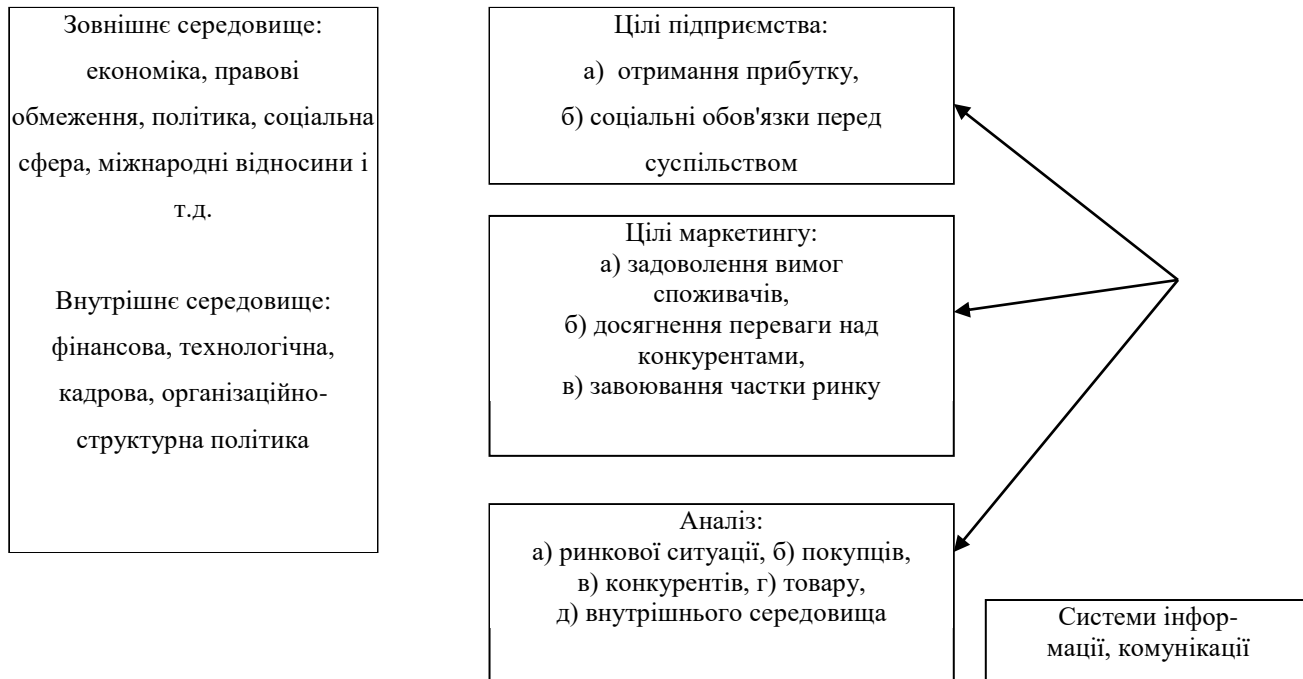 Зовнішнє середовище:
економіка, правові
обмеження, політика, соціальна
сфера, міжнародні відносини і
т.д.
Внутрішнє середовище:
фінансова, технологічна,
кадрова, організаційно-
структурна політика
Цілі підприємства:
а) отримання прибутку,
б) соціальні обов'язки перед
суспільством
Цілі маркетингу:
а) задоволення вимог
споживачів,
б) досягнення переваги над
конкурентами,
в) завоювання частки ринку
Аналіз:
а) ринкової ситуації, б) покупців,
в) конкурентів, г) товару,
д) внутрішнього середовища
Системи інфор-
мації, комунікації